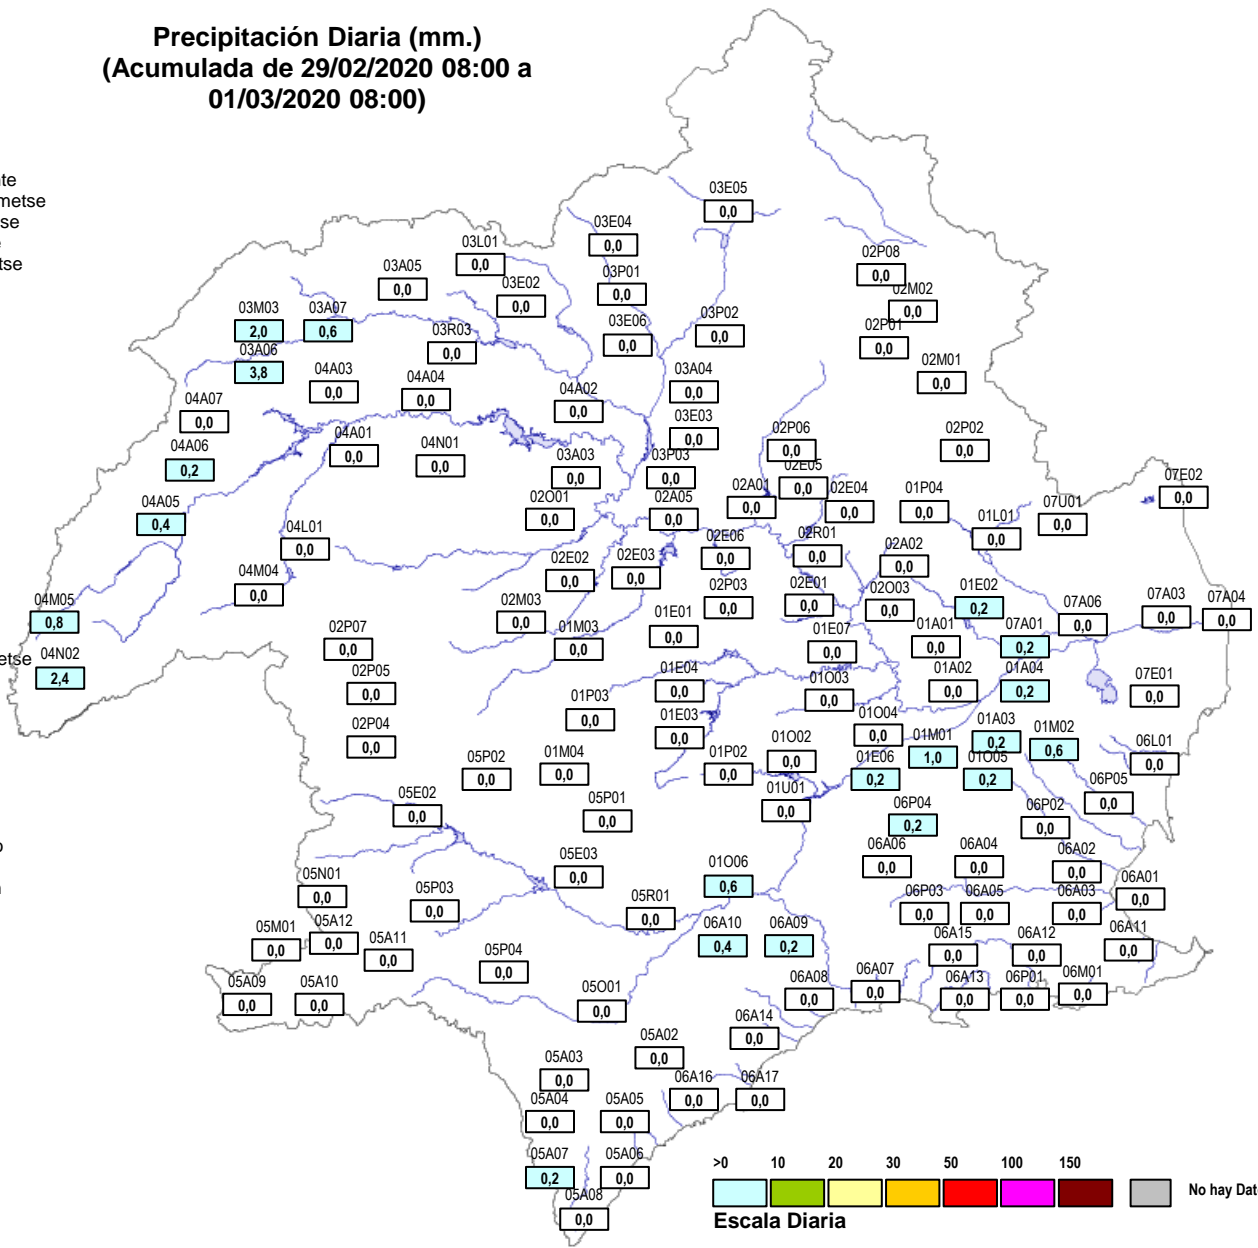 Precipitación Diaria (mm.)
(Acumulada de 29/02/2020 08:00 a
01/03/2020 08:00)
metse
se
tse
03E05
0,0
03E04
0,0
03L01
0,0
02P08
0,0
03A05
0,0
03P01
0,0
03E02
0,0
02M02
0,0
03M03
2,0
03A07
0,6
03P02
0,0
03E06
0,0
03R03
0,0
02P01
0,0
03A06
3,8
04A03
0,0
04A04
0,0
03A04
0,0
02M01
0,0
04A02
0,0
04A07
0,0
03E03
0,0
04A01
0,0
04N01
0,0
02P06
0,0
02P02
0,0
04A06
0,2
03A03
0,0
03P03
0,0
02E05
0,0
07E02
0,0
04A05
0,4
02O01
0,0
02A05
0,0
02A01
0,0
02E04
0,0
01P04
0,0
07U01
0,0
01L01
0,0
04L01
0,0
02E06
0,0
02R01
0,0
02A02
0,0
02E02
0,0
02E03
0,0
04M04
0,0
04M05
0,8
02M03
0,0
02P03
0,0
02E01
0,0
02O03
0,0
01E02
0,2
07A06
0,0
07A03
0,0
07A04
0,0
01E01
0,0
01M03
0,0
01E07
0,0
01A01
0,0
07A01
0,2
02P07
0,0
etse
04N02
2,4
02P05
0,0
01E04
0,0
01O03
0,0
01A02
0,0
01A04
0,2
07E01
0,0
01P03
0,0
01E03
0,0
02P04
0,0
01O04
0,0
01A03
0,2
01M02
0,6
01M01
1,0
06L01
0,0
05P02
0,0
01M04
0,0
01P02
0,0
01O02
0,0
01E06
0,2
01O05
0,2
05E02
0,0
05P01
0,0
01U01
0,0
06P04
0,2
06P02
0,0
06P05
0,0
05E03
0,0
01O06
0,6
06A06
0,0
06A04
0,0
06A02
0,0
05N01
0,0
05P03
0,0
05R01
0,0
06P03
0,0
06A05
0,0
06A03
0,0
06A01
0,0
05M01
0,0
05A12
0,0
05A11
0,0
06A10
0,4
06A09
0,2
06A15
0,0
06A12
0,0
06A11
0,0
05P04
0,0
05A09
0,0
05A10
0,0
05O01
0,0
06A08
0,0
06A07
0,0
06A13
0,0
06P01
0,0
06M01
0,0
06A14
0,0
05A02
0,0
05A03
0,0
06A16
0,0
06A17
0,0
05A04
0,0
05A05
0,0
05A07
0,2
05A06
0,0
05A08
0,0
>0 10 20 30 50 100 150
No hay Dat
Escala Diaria